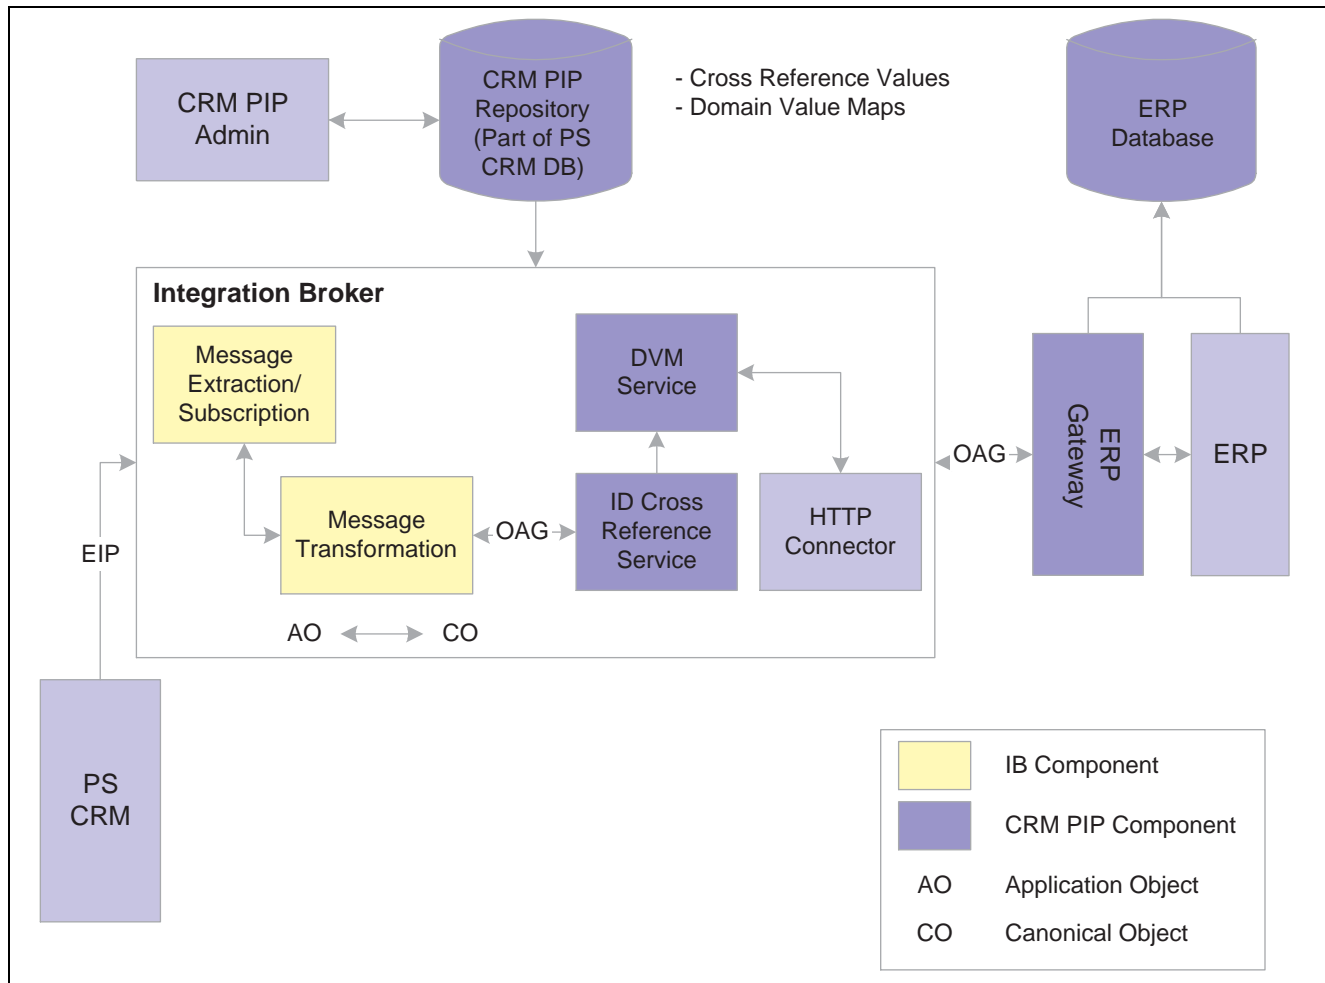 CRM PIP
Admin
CRM PIP
Repository
(Part of PS
CRM DB)
- Cross Reference Values
- Domain Value Maps
ERP
Database
Integration Broker
Message
Extraction/
Subscription
DVM
Service
Message
Transformation
OAG
ID Cross
Reference
Service
HTTP
Connector
OAG
ERP
Gateway
ERP
EIP
AO
CO
PS
CRM
IB Component
CRM PIP Component
AO Application Object
CO Canonical Object